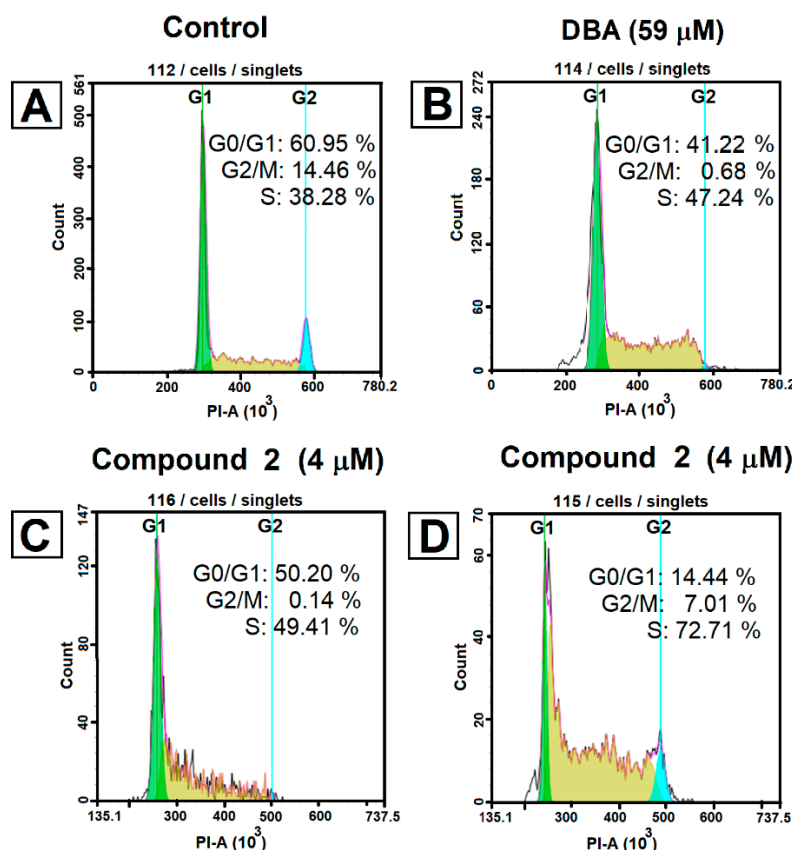 Control
A
112 / cells / singlets
G1 G2
G0/G1: 60.95 %
G2/M: 14.46 %
S: 38.28 %
561
500
400
300
200
100
0
Count
0 200 400 600 780.2
PI-A (10³)
DBA (59 µM)
B
114 / cells / singlets
G1 G2
G0/G1: 41.22 %
G2/M: 0.68 %
S: 47.24 %
272
240
180
120
60
0
Count
0 200 400 600 780.2
PI-A (10³)
Compound 2 (4 µM)
C
116 / cells / singlets
G1 G2
G0/G1: 50.20 %
G2/M: 0.14 %
S: 49.41 %
147
120
80
40
0
Count
135.1 300 400 500 737.5
PI-A (10³)
Compound 2 (4 µM)
D
115 / cells / singlets
G1 G2
G0/G1: 14.44 %
G2/M: 7.01 %
S: 72.71 %
70
60
40
20
0
Count
135.1 300 400 500 737.5
PI-A (10³)